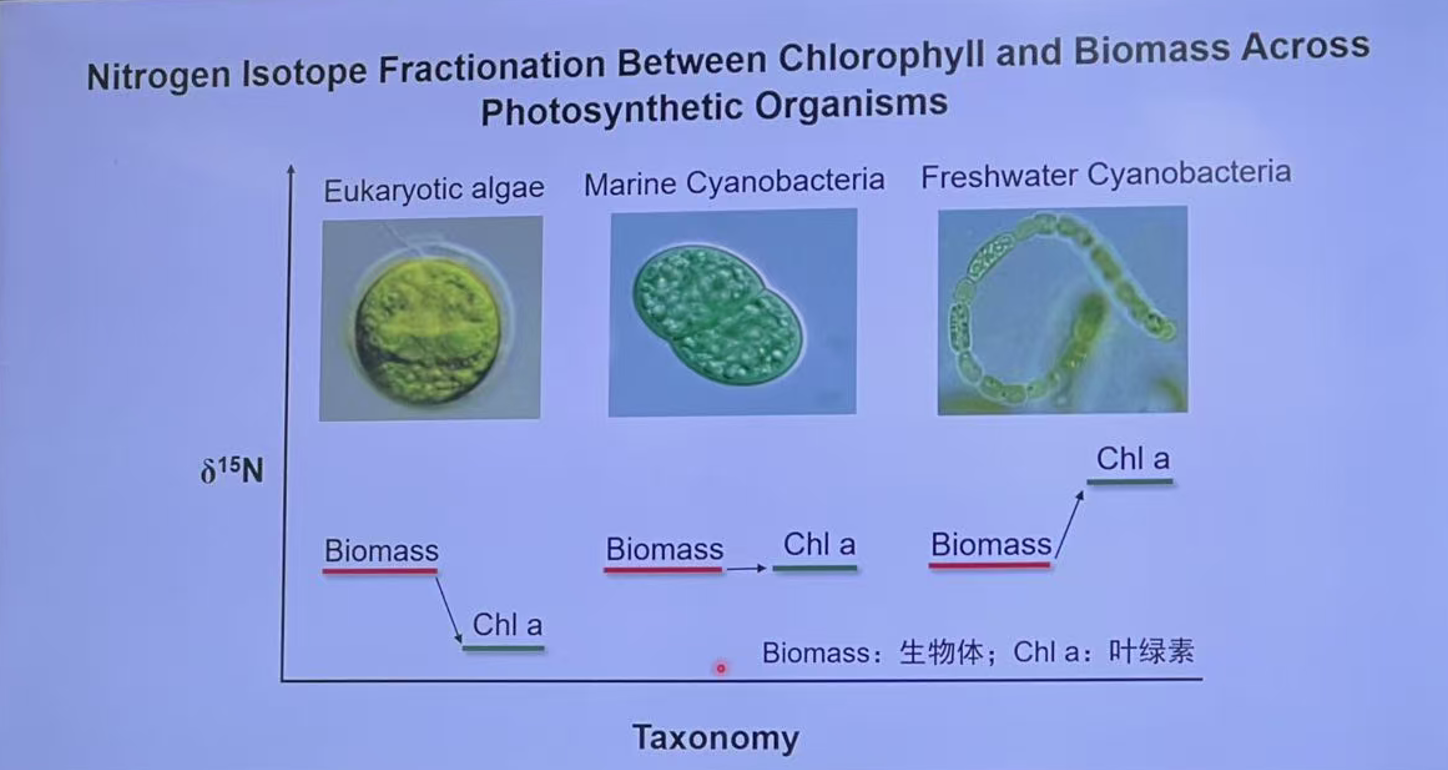 Nitrogen Isotope Fractionation Between Chlorophyll and Biomass Across
Photosynthetic Organisms
Eukaryotic algae
Marine Cyanobacteria
Freshwater Cyanobacteria
δ¹⁵N
Chl a
Biomass
Biomass
Chl a
Biomass
Chl a
Biomass：生物体；Chl a：叶绿素
Taxonomy